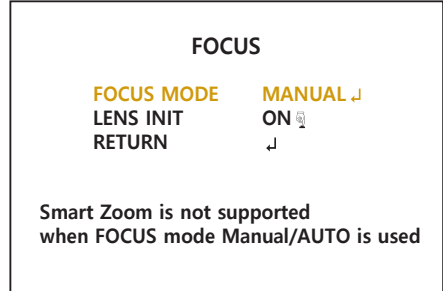 FOCUS
FOCUS MODE MANUAL ↵
LENS INIT ON☟
RETURN ↵
Smart Zoom is not supported
when FOCUS mode Manual/AUTO is used